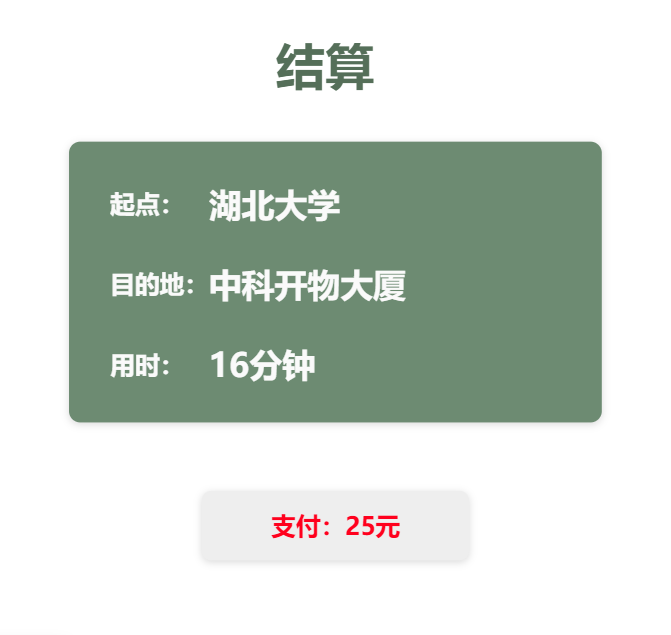 结算
起点： 湖北大学
目的地： 中科开物大厦
用时： 16分钟
支付：25元